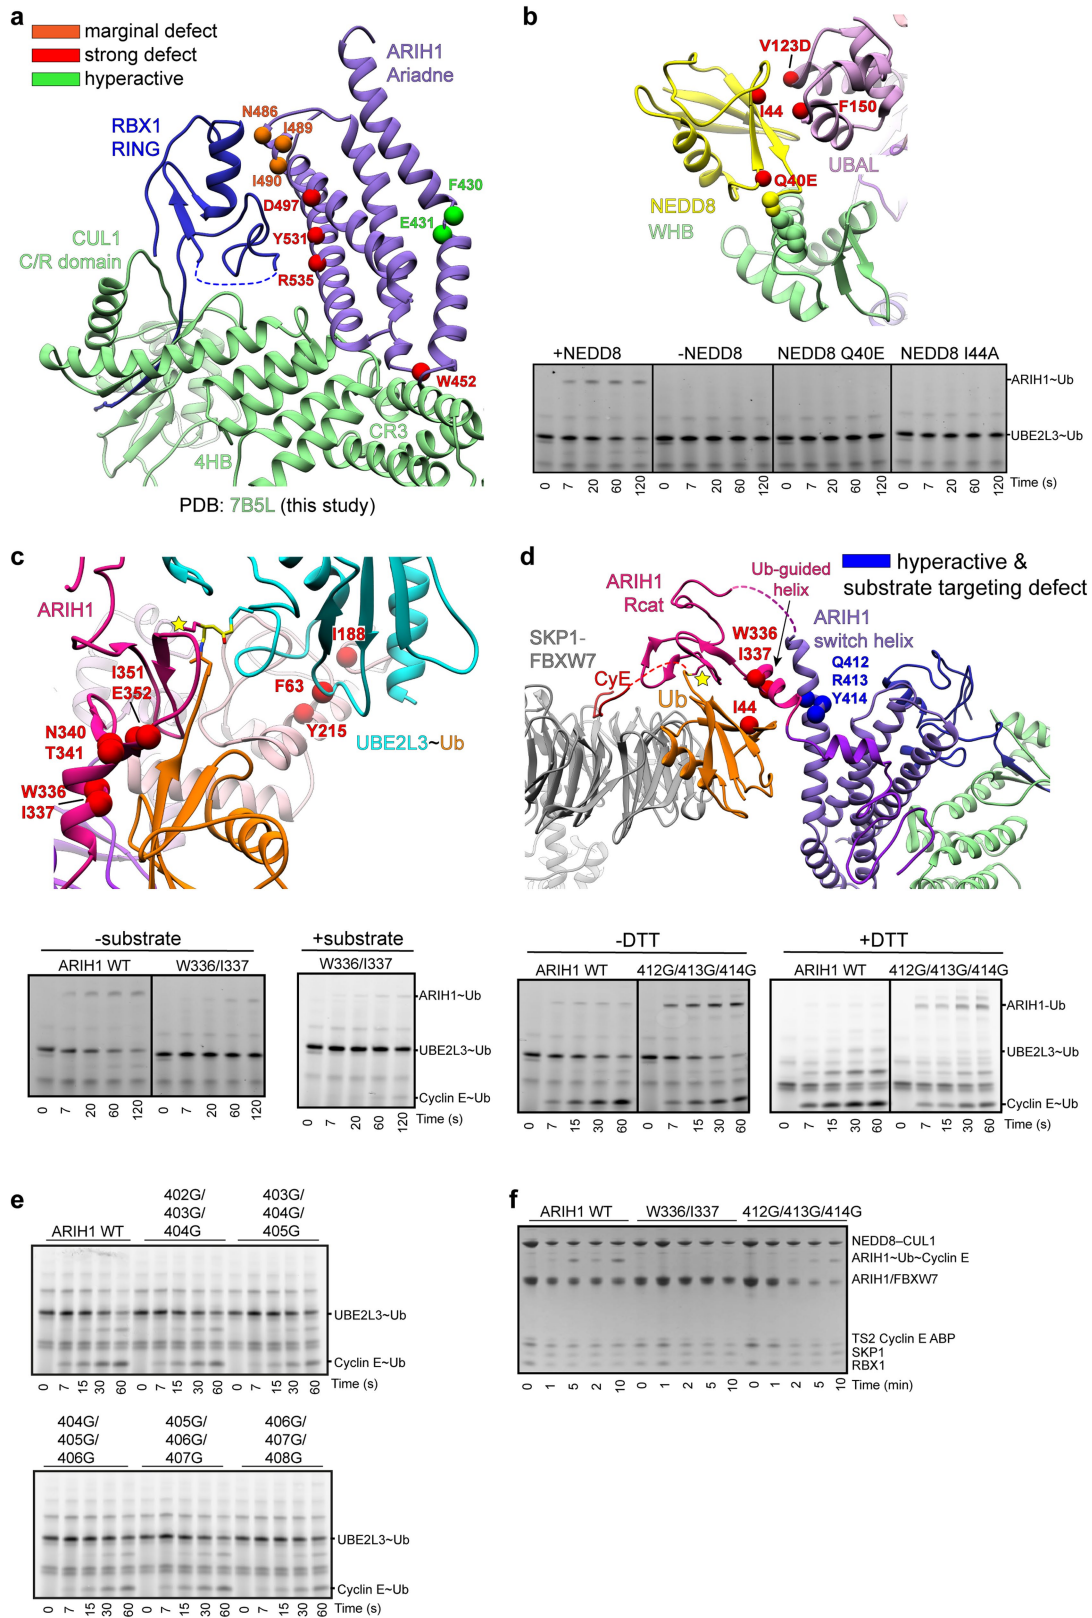 a
marginal defect
strong defect
hyperactive
ARIH1
Ariadne
RBX1
RING
N486
I489
I490
D497
Y531
R535
F430
E431
W452
CUL1
C/R domain
4HB
CR3
PDB: 7B5L (this study)
b
V123D
I44
F150
UBAL
Q40E
NEDD8
WHB
+NEDD8 -NEDD8 NEDD8 Q40E NEDD8 I44A
ARIH1~Ub
UBE2L3~Ub
0 7 20 60 120 0 7 20 60 120 0 7 20 60 120 0 7 20 60 120 Time (s)
c
ARIH1
I188
I351
E352
F63
Y215
N340
T341
UBE2L3~Ub
W336
I337
-substrate +substrate
ARIH1 WT W336/I337 W336/I337
ARIH1~Ub
UBE2L3~Ub
Cyclin E~Ub
0 7 20 60 120 0 7 20 60 120 0 7 20 60 120 Time (s)
d
hyperactive &
substrate targeting defect
ARIH1
Rcat
Ub-guided
helix
ARIH1
switch helix
SKP1-
FBXW7
W336
I337
Q412
R413
Y414
CyE
Ub
I44
-DTT +DTT
ARIH1 WT 412G/413G/414G ARIH1 WT 412G/413G/414G
ARIH1-Ub
UBE2L3~Ub
Cyclin E~Ub
0 7 15 30 60 0 7 15 30 60 0 7 15 30 60 0 7 15 30 60 Time (s)
e
ARIH1 WT
402G/
403G/
404G
403G/
404G/
405G
UBE2L3~Ub
Cyclin E~Ub
0 7 15 30 60 0 7 15 30 60 0 7 15 30 60 Time (s)
404G/
405G/
406G
405G/
406G/
407G
406G/
407G/
408G
UBE2L3~Ub
Cyclin E~Ub
0 7 15 30 60 0 7 15 30 60 0 7 15 30 60 Time (s)
f
ARIH1 WT W336/I337 412G/413G/414G
NEDD8–CUL1
ARIH1~Ub~Cyclin E
ARIH1/FBXW7
TS2 Cyclin E ABP
SKP1
RBX1
0 1 5 2 10 0 1 2 5 10 0 1 2 5 10 Time (min)